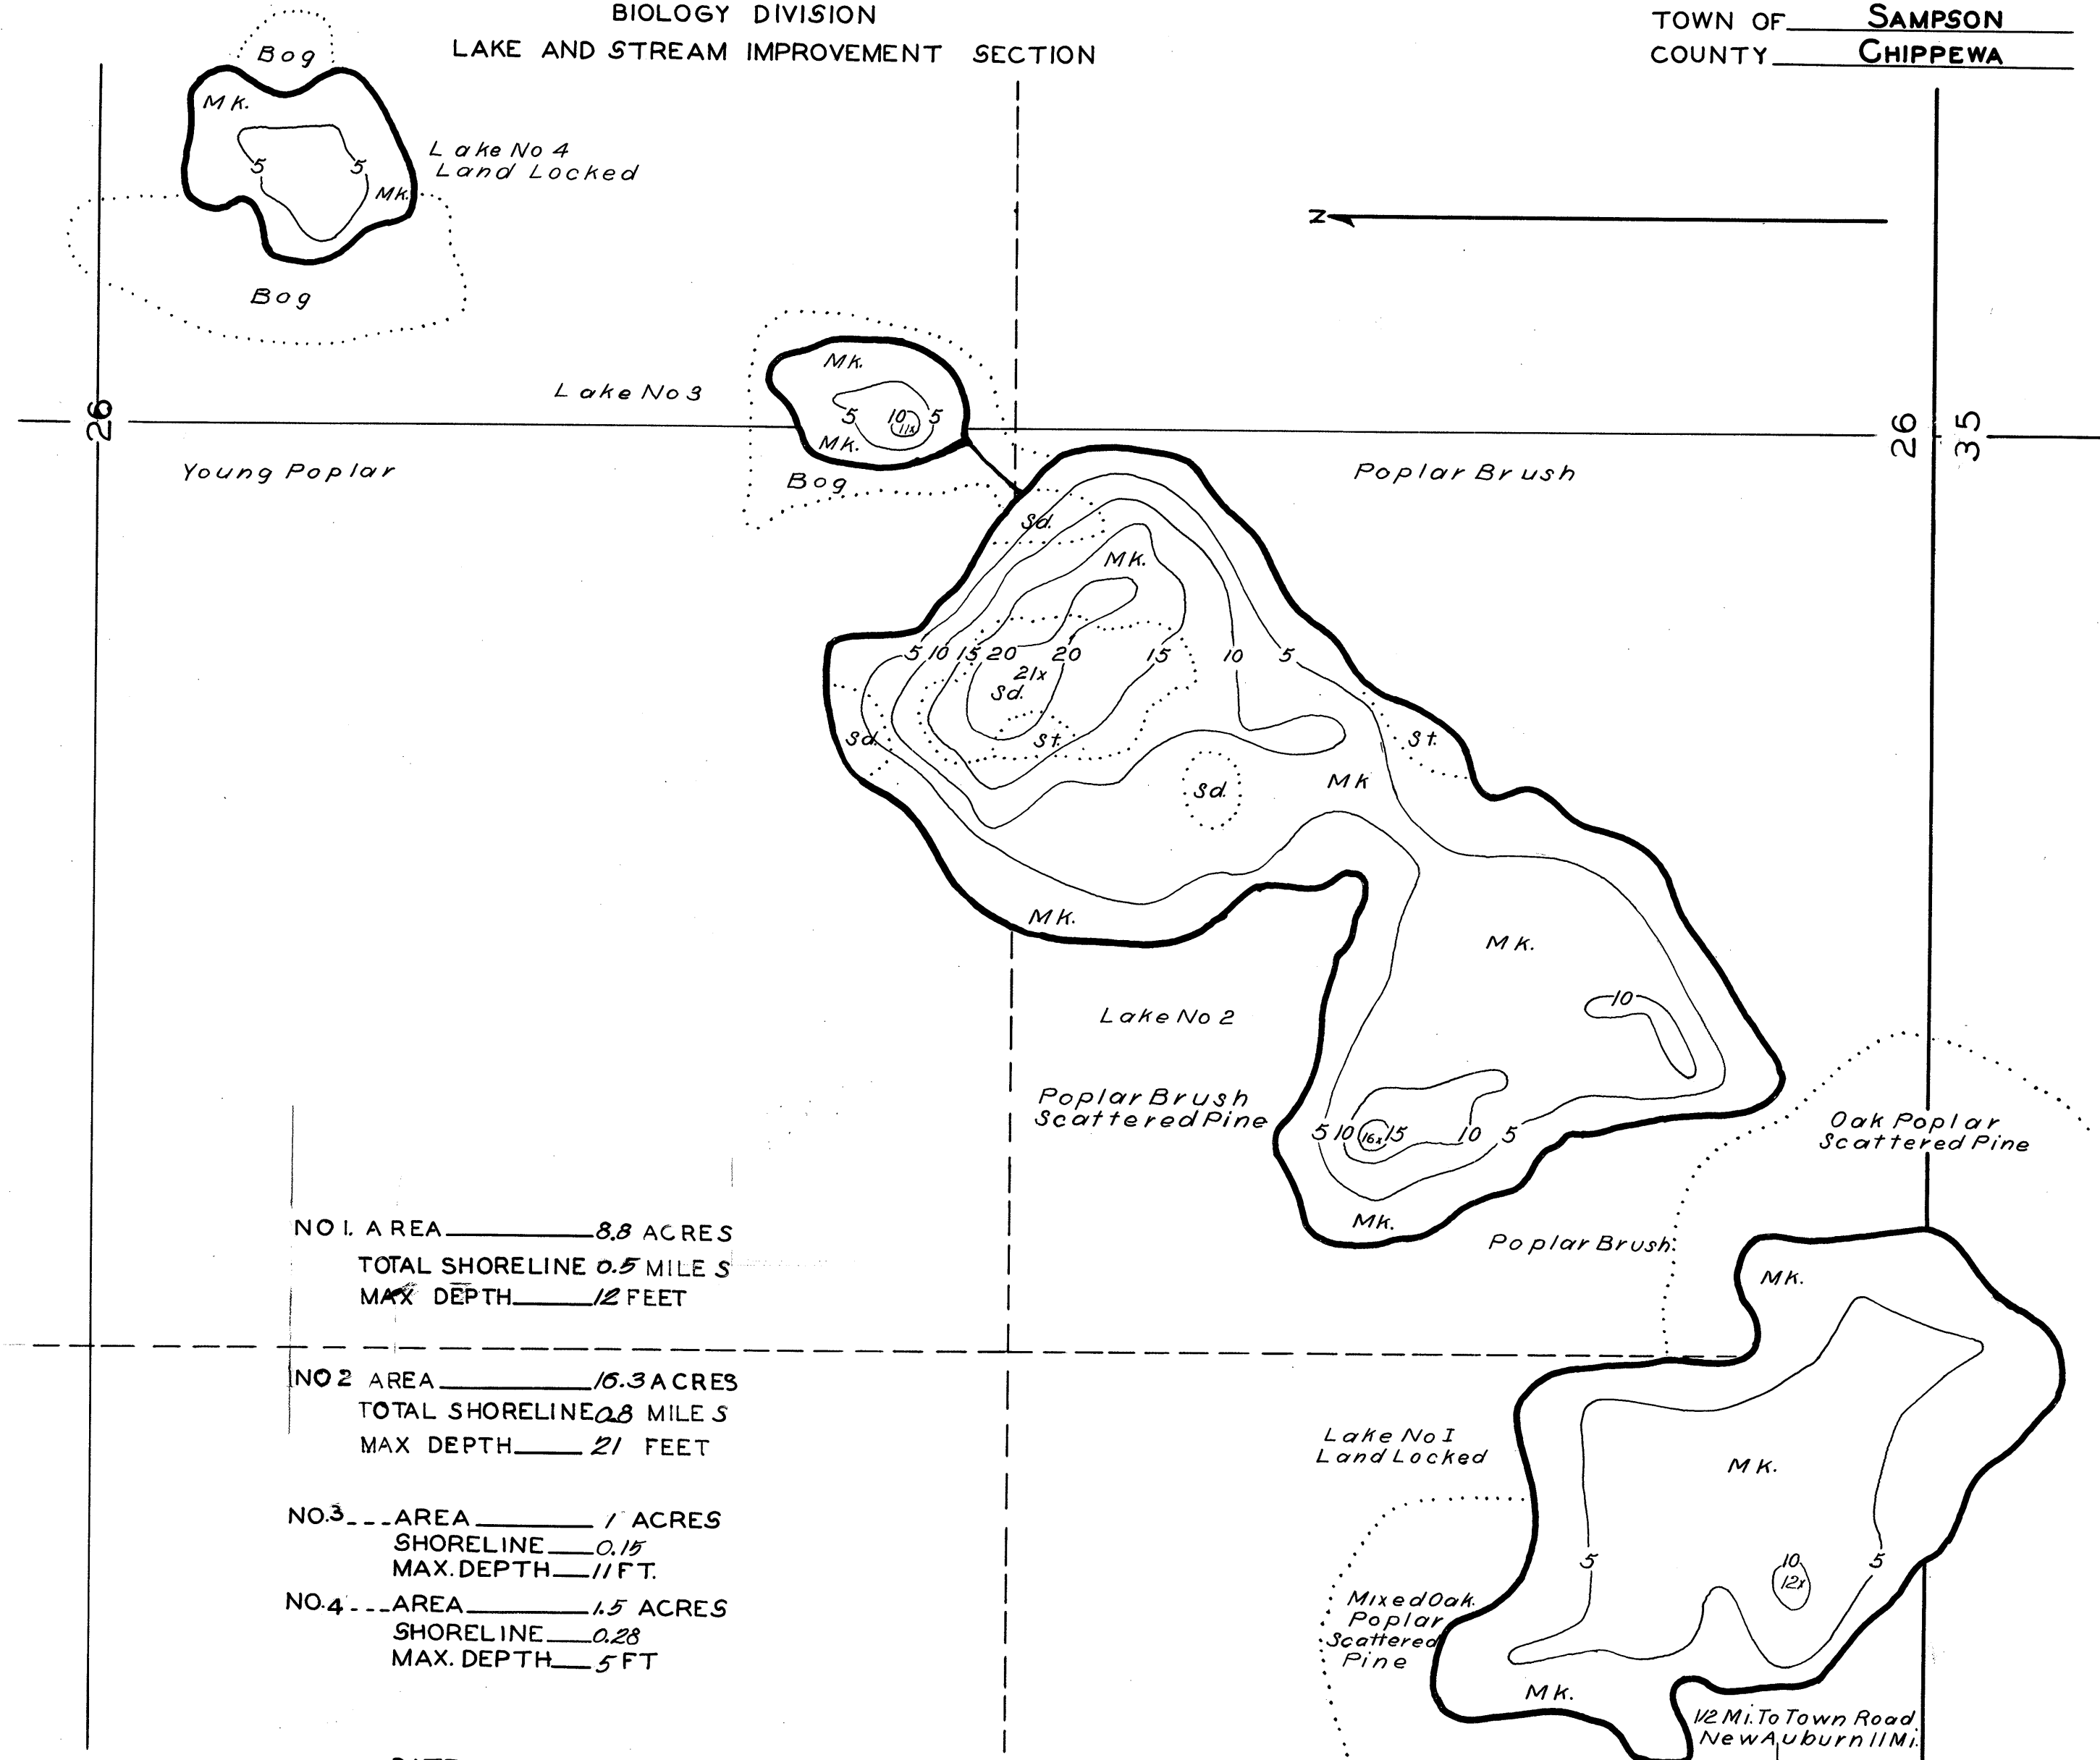 BIOLOGY DIVISION
LAKE AND STREAM IMPROVEMENT SECTION
TOWN OF SAMPSON
COUNTY CHIPPEWA
Bog
MK.
5 5
MK.
Lake No 4
Land Locked
Bog
N
Lake No 3
MK.
5 10 5
11x
MK.
Bog
26
26
35
Young Poplar
Poplar Brush
Sd.
MK.
5 10 15 20 20 15 10 5
21x
Sd.
Sd.
St.
St.
Sd.
MK
MK.
MK.
10
Lake No 2
Poplar Brush
Scattered Pine
5 10 16x 15 10 5
MK.
Oak Poplar
Scattered Pine
Poplar Brush
MK.
NO 1. AREA 8.8 ACRES
TOTAL SHORELINE 0.5 MILES
MAX DEPTH 12 FEET
NO 2 AREA 16.3 ACRES
TOTAL SHORELINE 0.8 MILES
MAX DEPTH 21 FEET
NO.3---AREA 1 ACRES
SHORELINE 0.15
MAX. DEPTH 11 FT.
NO.4---AREA 1.5 ACRES
SHORELINE 0.28
MAX. DEPTH 5 FT
Lake No I
Land Locked
MK.
5 10 5
12x
Mixed Oak
Poplar
Scattered
Pine
MK.
1/2 Mi. To Town Road
New Auburn 11 Mi.